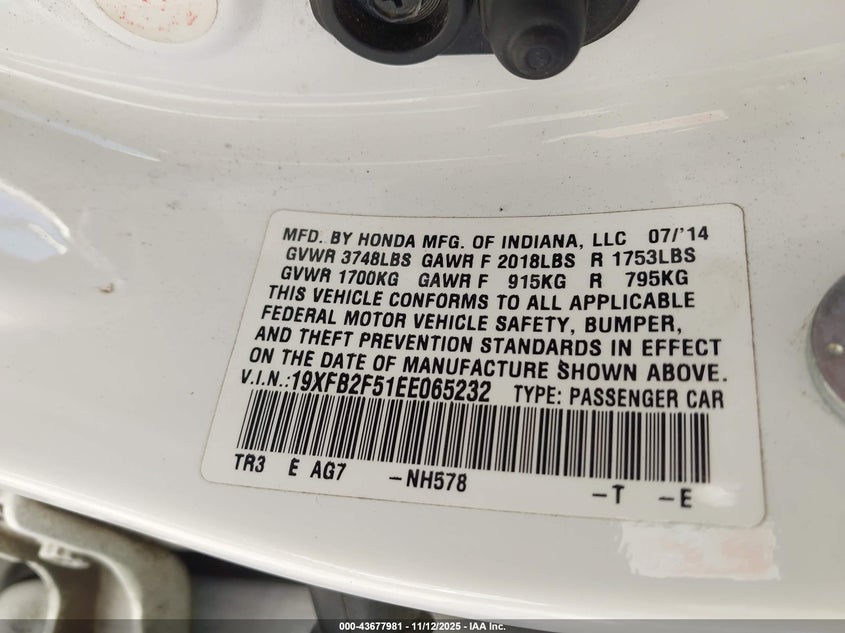 MFD. BY HONDA MFG. OF INDIANA, LLC 07/'14
GVWR 3748LBS GAWR F 2018LBS R 1753LBS
GVWR 1700KG GAWR F 915KG R 795KG
THIS VEHICLE CONFORMS TO ALL APPLICABLE
FEDERAL MOTOR VEHICLE SAFETY, BUMPER,
AND THEFT PREVENTION STANDARDS IN EFFECT
ON THE DATE OF MANUFACTURE SHOWN ABOVE.
V.I.N.:19XFB2F51EE065232 TYPE: PASSENGER CAR
TR3 E AG7 -NH578 -T -E
000-43677981 - 11/12/2025 - IAA Inc.